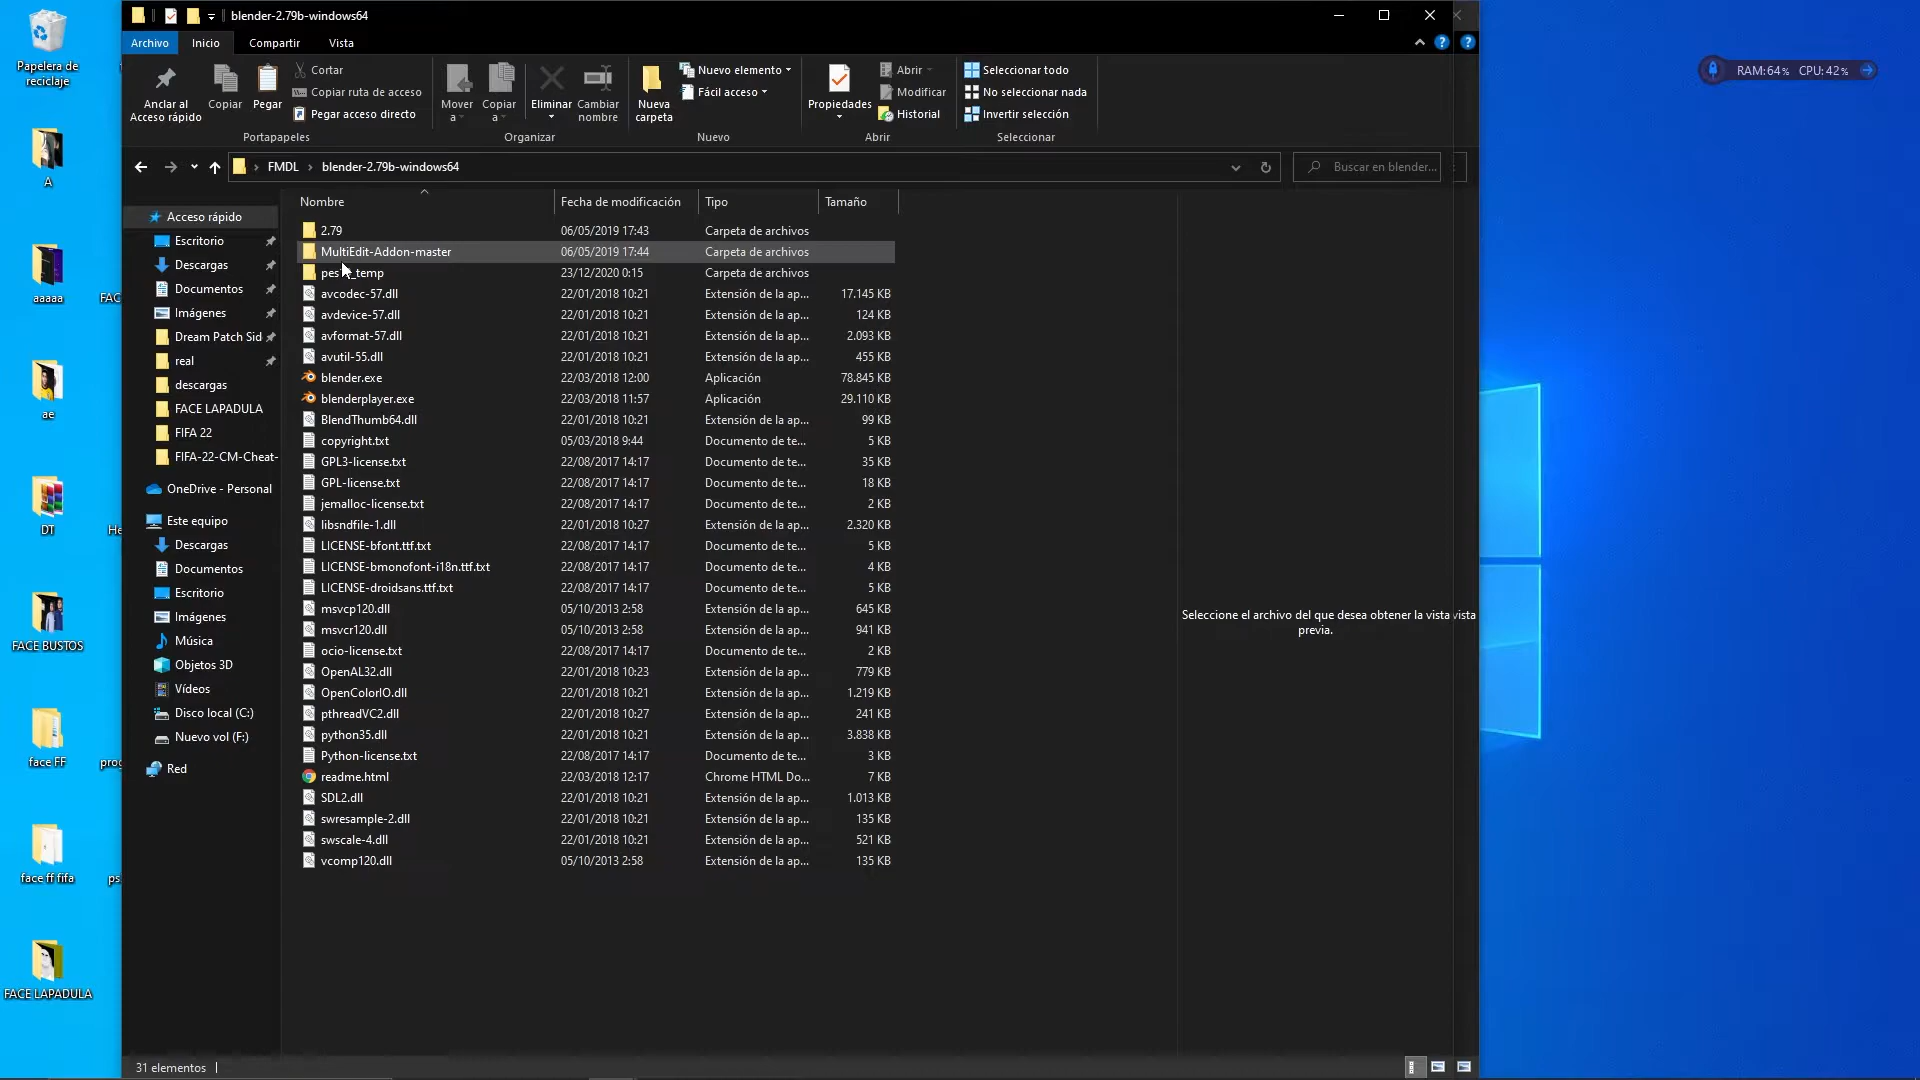 blender-2.79b-windows64
Archivo
Inicio
Compartir
Vista
Anclar al
Acceso rápido
Copiar
Pegar
Cortar
Copiar ruta de acceso
Pegar acceso directo
Portapapeles
Mover
a
Copiar
a
Eliminar
Cambiar
nombre
Organizar
Nueva
carpeta
Nuevo elemento
Fácil acceso
Nuevo
Propiedades
Abrir
Modificar
Historial
Abrir
Seleccionar todo
No seleccionar nada
Invertir selección
Seleccionar
RAM:64% CPU: 42%
FMDL
blender-2.79b-windows64
Buscar en blender...
Nombre
Fecha de modificación
Tipo
Tamaño
2.79 06/05/2019 17:43 Carpeta de archivos
MultiEdit-Addon-master 06/05/2019 17:44 Carpeta de archivos
23/12/2020 0:15 Carpeta de archivos
avcodec-57.dll 22/01/2018 10:21 Extensión de la ap... 17.145 KB
avdevice-57.dll 22/01/2018 10:21 Extensión de la ap... 124 KB
avformat-57.dll 22/01/2018 10:21 Extensión de la ap... 2.093 KB
avutil-55.dll 22/01/2018 10:21 Extensión de la ap... 455 KB
blender.exe 22/03/2018 12:00 Aplicación 78.845 KB
blenderplayer.exe 22/03/2018 11:57 Aplicación 29.110 KB
BlendThumb64.dll 22/01/2018 10:21 Extensión de la ap... 99 KB
copyright.txt 05/03/2018 9:44 Documento de te... 5 KB
GPL3-license.txt 22/08/2017 14:17 Documento de te... 35 KB
GPL-license.txt 22/08/2017 14:17 Documento de te... 18 KB
jemalloc-license.txt 22/08/2017 14:17 Documento de te... 2 KB
libsndfile-1.dll 22/01/2018 10:27 Extensión de la ap... 2.320 KB
LICENSE-bfont.ttf.txt 22/08/2017 14:17 Documento de te... 5 KB
LICENSE-bmonofont-i18n.ttf.txt 22/08/2017 14:17 Documento de te... 4 KB
LICENSE-droidsans.ttf.txt 22/08/2017 14:17 Documento de te... 5 KB
msvcp120.dll 05/10/2013 2:58 Extensión de la ap... 645 KB
msvcr120.dll 05/10/2013 2:58 Extensión de la ap... 941 KB
ocio-license.txt 22/08/2017 14:17 Documento de te... 2 KB
OpenAL32.dll 22/01/2018 10:23 Extensión de la ap... 779 KB
OpenColorIO.dll 22/01/2018 10:21 Extensión de la ap... 1.219 KB
pthreadVC2.dll 22/01/2018 10:27 Extensión de la ap... 241 KB
python35.dll 22/01/2018 10:21 Extensión de la ap... 3.838 KB
Python-license.txt 22/08/2017 14:17 Documento de te... 3 KB
readme.html 22/03/2018 12:17 Chrome HTML Do... 7 KB
SDL2.dll 22/01/2018 10:21 Extensión de la ap... 1.013 KB
swresample-2.dll 22/01/2018 10:21 Extensión de la ap... 135 KB
swscale-4.dll 22/01/2018 10:21 Extensión de la ap... 521 KB
vcomp120.dll 05/10/2013 2:58 Extensión de la ap... 135 KB
Acceso rápido
Escritorio
Descargas
Documentos
Imágenes
Dream Patch Sid
real
descargas
FACE LAPADULA
FIFA 22
FIFA-22-CM-Cheat-
OneDrive - Personal
Este equipo
Descargas
Documentos
Escritorio
Imágenes
Música
Objetos 3D
Vídeos
Disco local (C:)
Nuevo vol (F:)
Red
Seleccione el archivo del que desea obtener la vista vista
previa.
31 elementos
Papelera de
reciclaje
A
aaaaa
FAC
ae
DT
He
FACE BUSTOS
face FF
prog
face ff fifa
ps
FACE LAPADULA